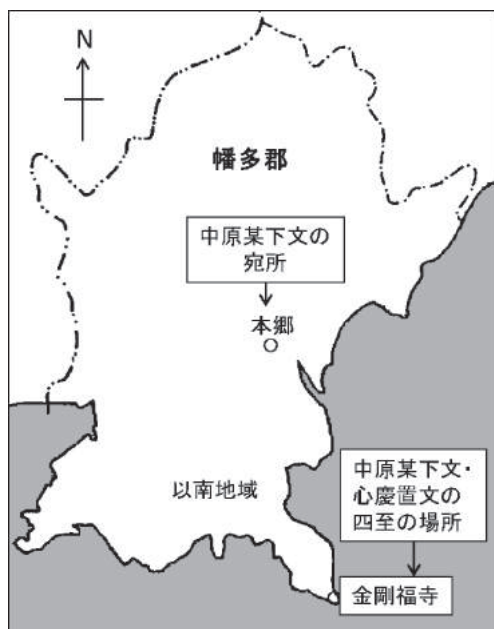 N
幡多郡
中原某下文の
宛所
本郷
以南地域
中原某下文・
心慶置文の
四至の場所
金剛福寺